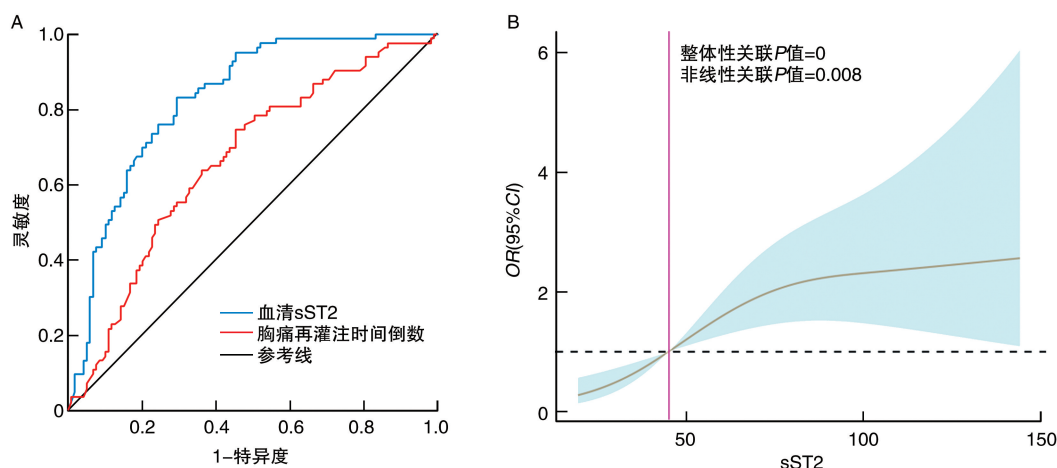 A
1.0
0.8
0.6
0.4
0.2
0
灵敏度
血清sST2
胸痛再灌注时间倒数
参考线
0.2
0.4
0.6
0.8
1.0
1-特异度
B
整体性关联P值=0
非线性关联P值=0.008
6
4
2
0
OR(95%CI)
50
100
150
sST2